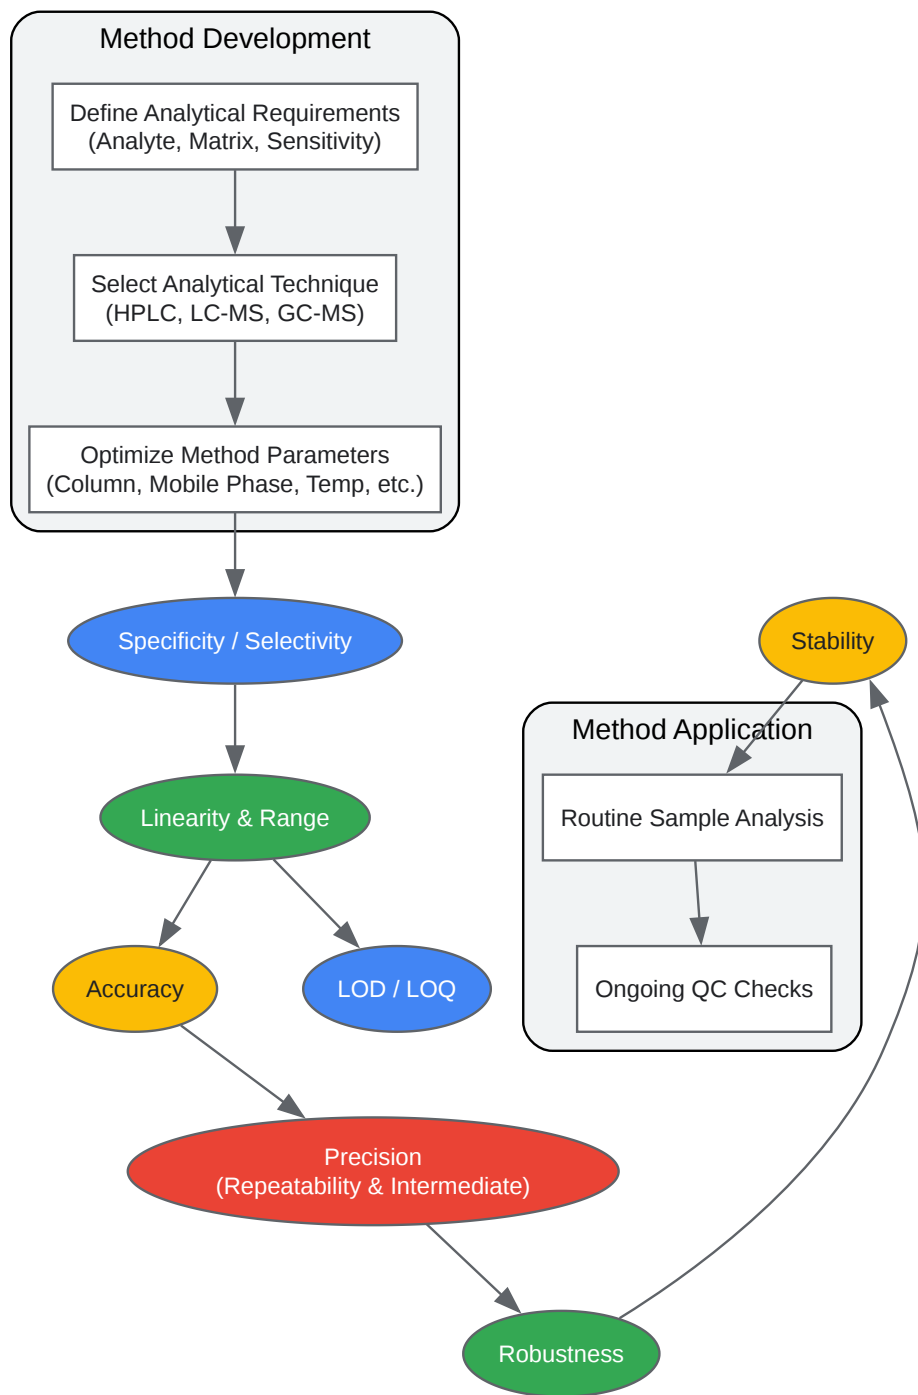 Method Development
Define Analytical Requirements
(Analyte, Matrix, Sensitivity)
Select Analytical Technique
(HPLC, LC-MS, GC-MS)
Optimize Method Parameters
(Column, Mobile Phase, Temp, etc.)
Specificity / Selectivity
Linearity & Range
Accuracy
LOD / LOQ
Precision
(Repeatability & Intermediate)
Robustness
Stability
Method Application
Routine Sample Analysis
Ongoing QC Checks